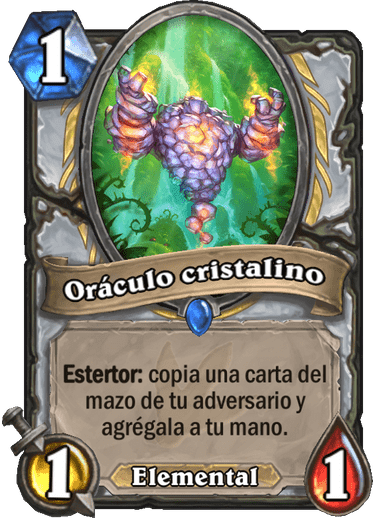 1
Oráculo cristalino
Estertor: copia una carta del
mazo de tu adversario y
agrégala a tu mano.
1
Elemental
1